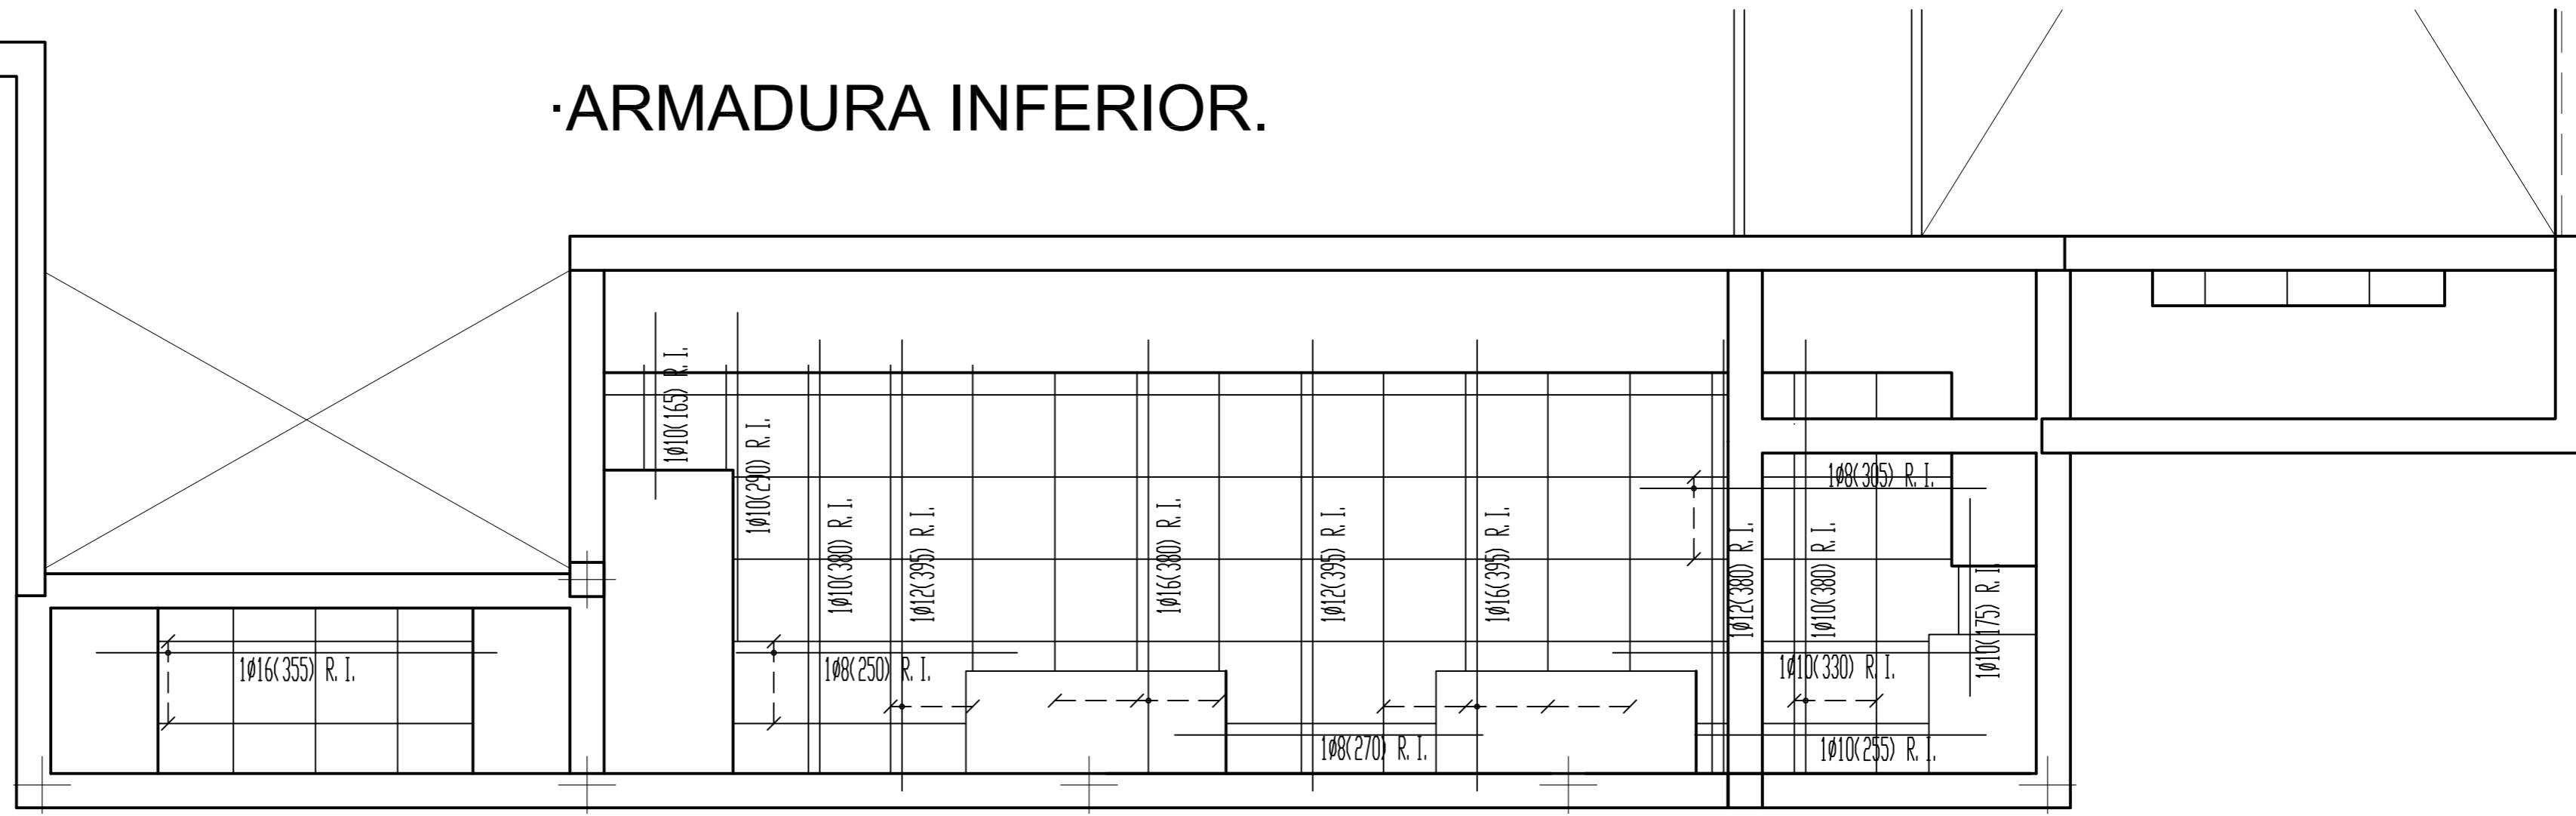 ·ARMADURA INFERIOR.
1ø10(165) R.I.
1ø10(290) R.I.
1ø10(380) R.I.
1ø12(395) R.I.
1ø16(380) R.I.
1ø12(395) R.I.
1ø16(395) R.I.
1ø12(380) R.I.
1ø10(380) R.I.
1ø8(305) R.I.
1ø10(175) R.I.
1ø16(355) R.I.
1ø8(250) R.I.
1ø10(330) R.I.
1ø8(270) R.I.
1ø10(255) R.I.